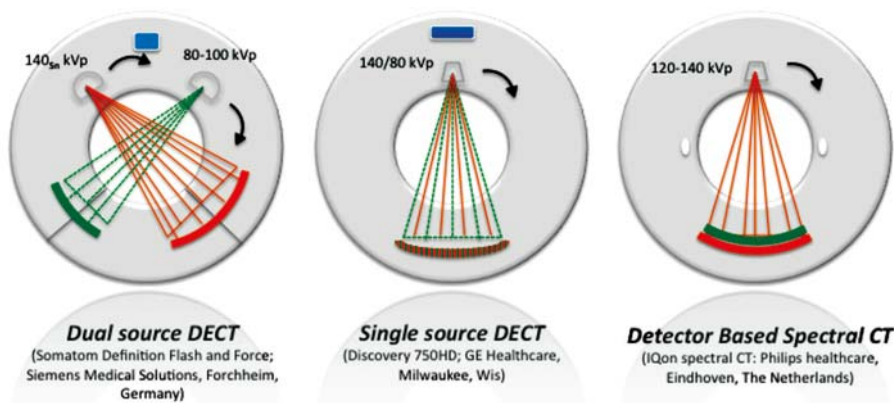 140Sn kVp
80-100 kVp
140/80 kVp
120-140 kVp
Dual source DECT
(Somatom Definition Flash and Force;
Siemens Medical Solutions, Forchheim,
Germany)
Single source DECT
(Discovery 750HD; GE Healthcare,
Milwaukee, Wis)
Detector Based Spectral CT
(IQon spectral CT: Philips healthcare,
Eindhoven, The Netherlands)